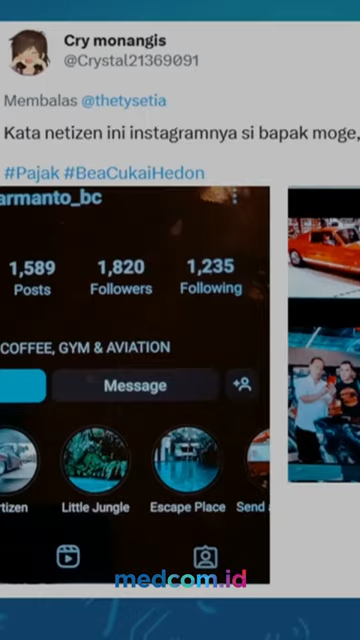 Cry monangis
@Crystal21369091
Membalas @thetysetia
Kata netizen ini instagramnya si bapak moge,
#Pajak #BeaCukaiHedon
armanto_bc
1,589 1,820 1,235
Posts Followers Following
COFFEE, GYM & AVIATION
Message
tizen Little Jungle Escape Place Send
medcom.id